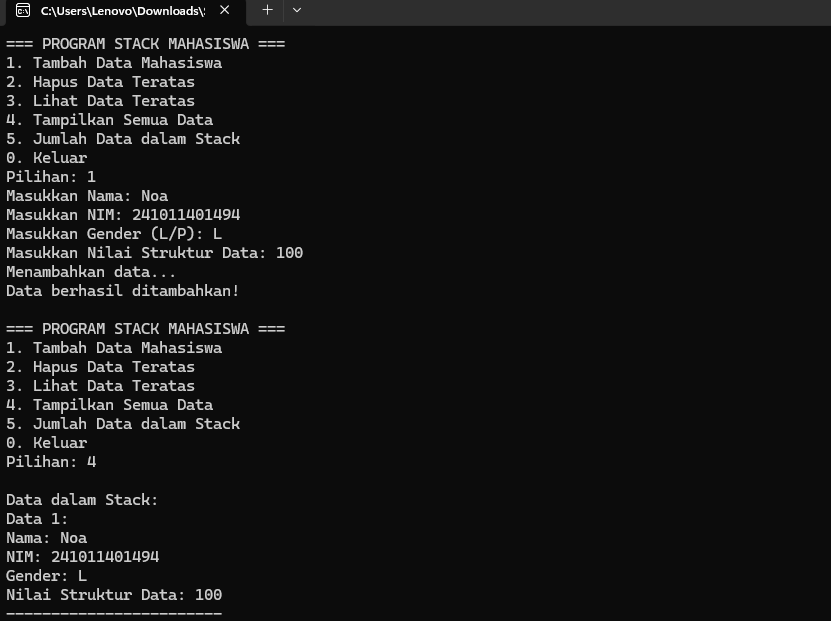 C:\Users\Lenovo\Downloads\
=== PROGRAM STACK MAHASISWA ===
1. Tambah Data Mahasiswa
2. Hapus Data Teratas
3. Lihat Data Teratas
4. Tampilkan Semua Data
5. Jumlah Data dalam Stack
0. Keluar
Pilihan: 1
Masukkan Nama: Noa
Masukkan NIM: 241011401494
Masukkan Gender (L/P): L
Masukkan Nilai Struktur Data: 100
Menambahkan data...
Data berhasil ditambahkan!
=== PROGRAM STACK MAHASISWA ===
1. Tambah Data Mahasiswa
2. Hapus Data Teratas
3. Lihat Data Teratas
4. Tampilkan Semua Data
5. Jumlah Data dalam Stack
0. Keluar
Pilihan: 4
Data dalam Stack:
Data 1:
Nama: Noa
NIM: 241011401494
Gender: L
Nilai Struktur Data: 100
------------------------